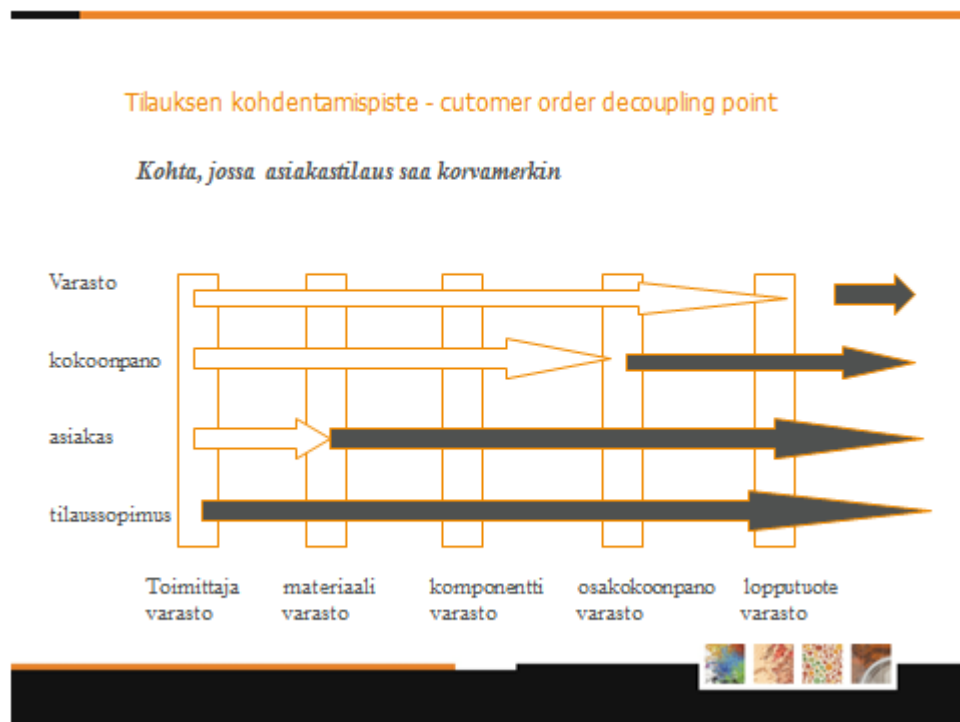 Tilauksen kohdentamispiste - cutomer order decoupling point
Kohta, jossa asiakastilaus saa korvamerkin
Varasto
kokoonpano
asiakas
tilaussopimus
Toimittaja varasto
materiaali varasto
komponentti varasto
osakokoonpano varasto
lopputuote varasto